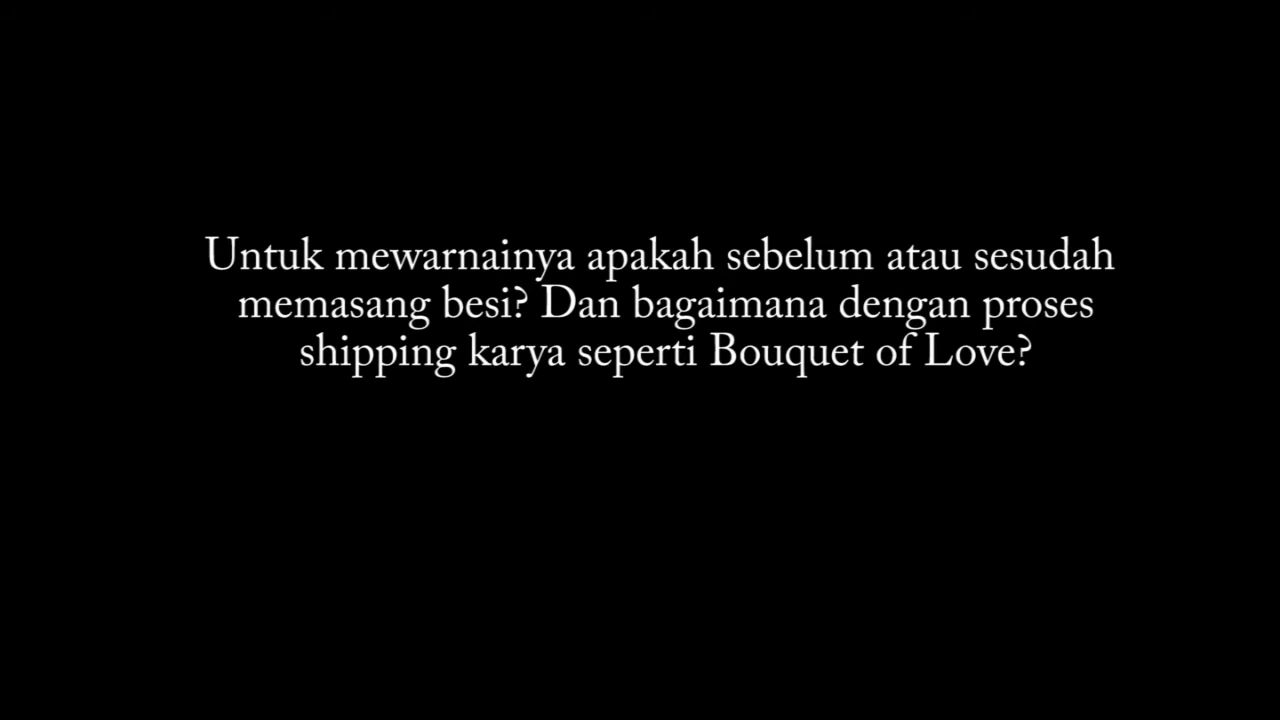 Untuk mewarnainya apakah sebelum atau sesudah
memasang besi? Dan bagaimana dengan proses
shipping karya seperti Bouquet of Love?